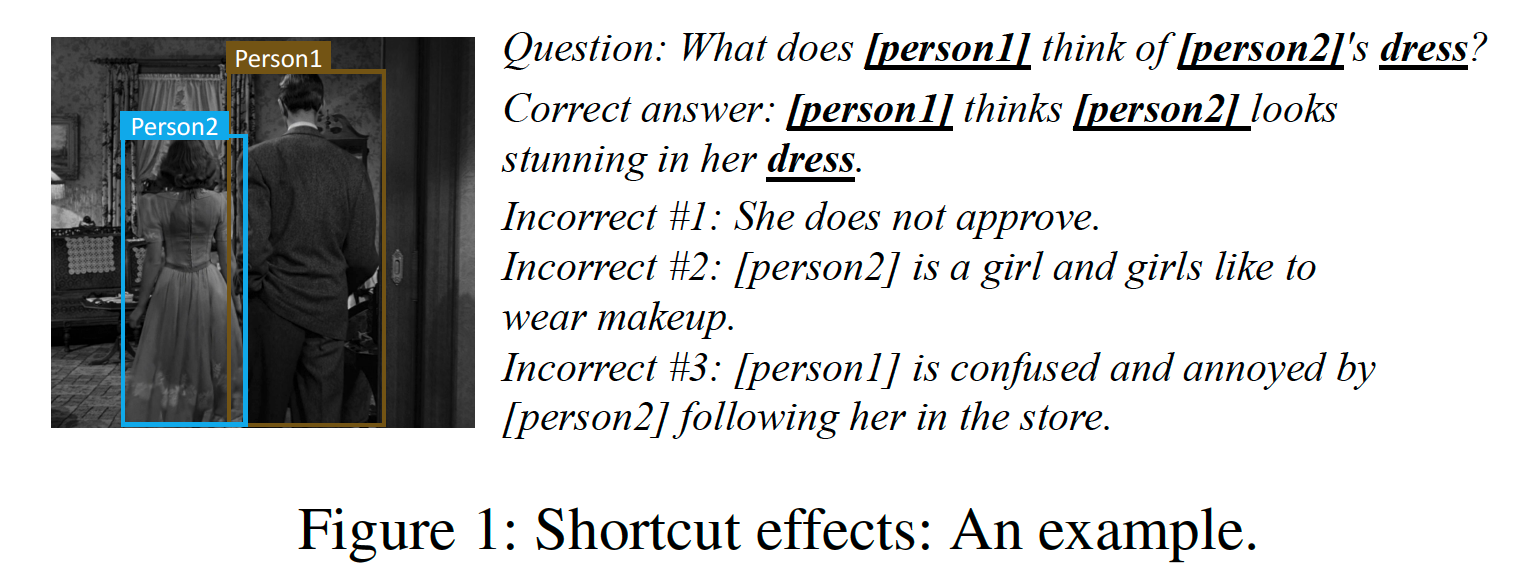 Person1
Person2
Question: What does [person1] think of [person2]'s dress?
Correct answer: [person1] thinks [person2] looks
stunning in her dress.
Incorrect #1: She does not approve.
Incorrect #2: [person2] is a girl and girls like to
wear makeup.
Incorrect #3: [person1] is confused and annoyed by
[person2] following her in the store.
Figure 1: Shortcut effects: An example.